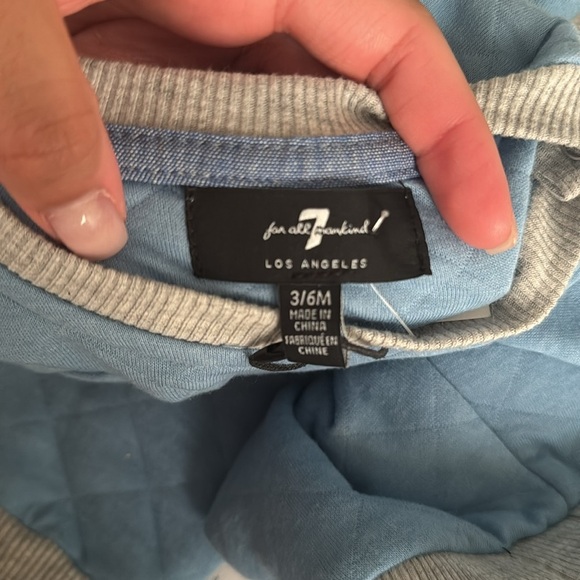 7
for all mankind
LOS ANGELES
3/6M
MADE IN
CHINA
FABRIQUÉ EN
CHINE